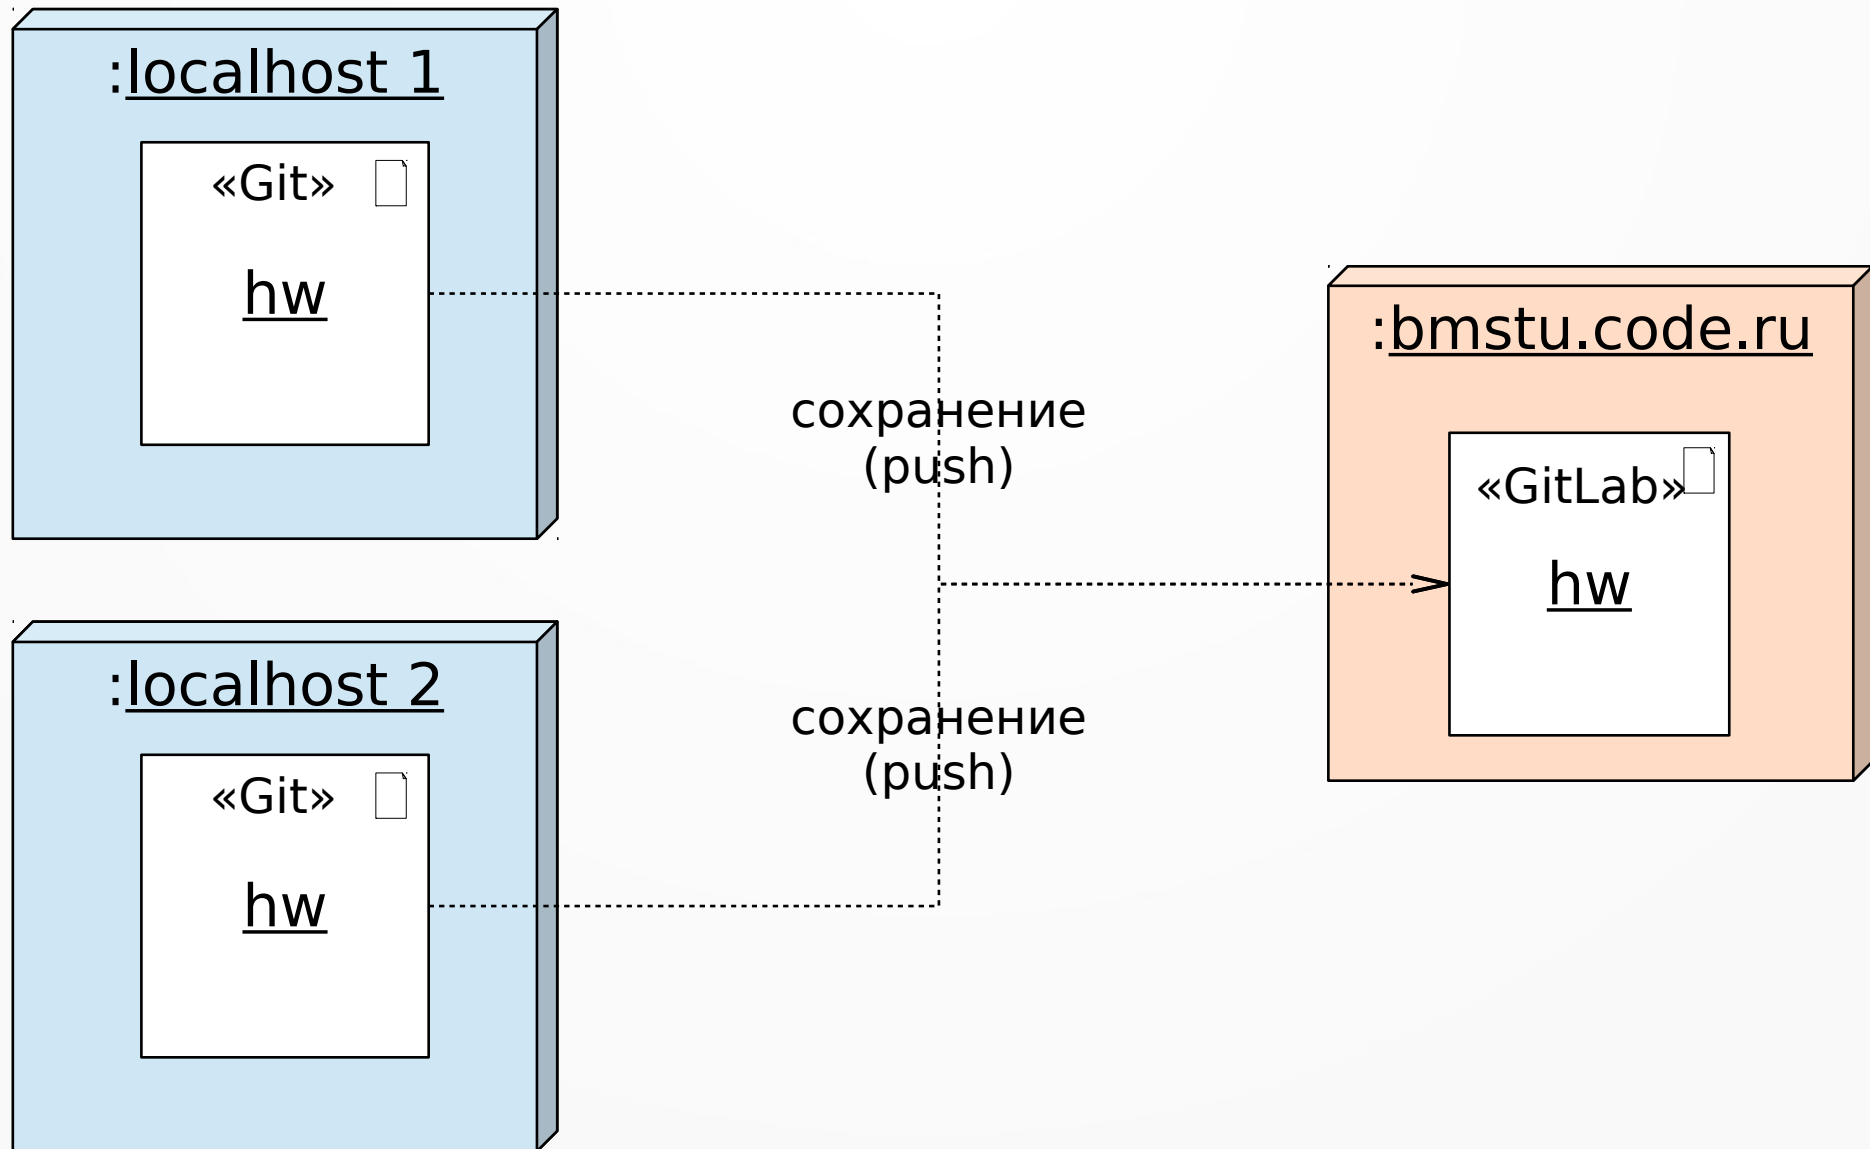 :localhost 1
«Git»
hw
сохранение
(push)
:bmstu.code.ru
«GitLab»
hw
:localhost 2
«Git»
hw
сохранение
(push)